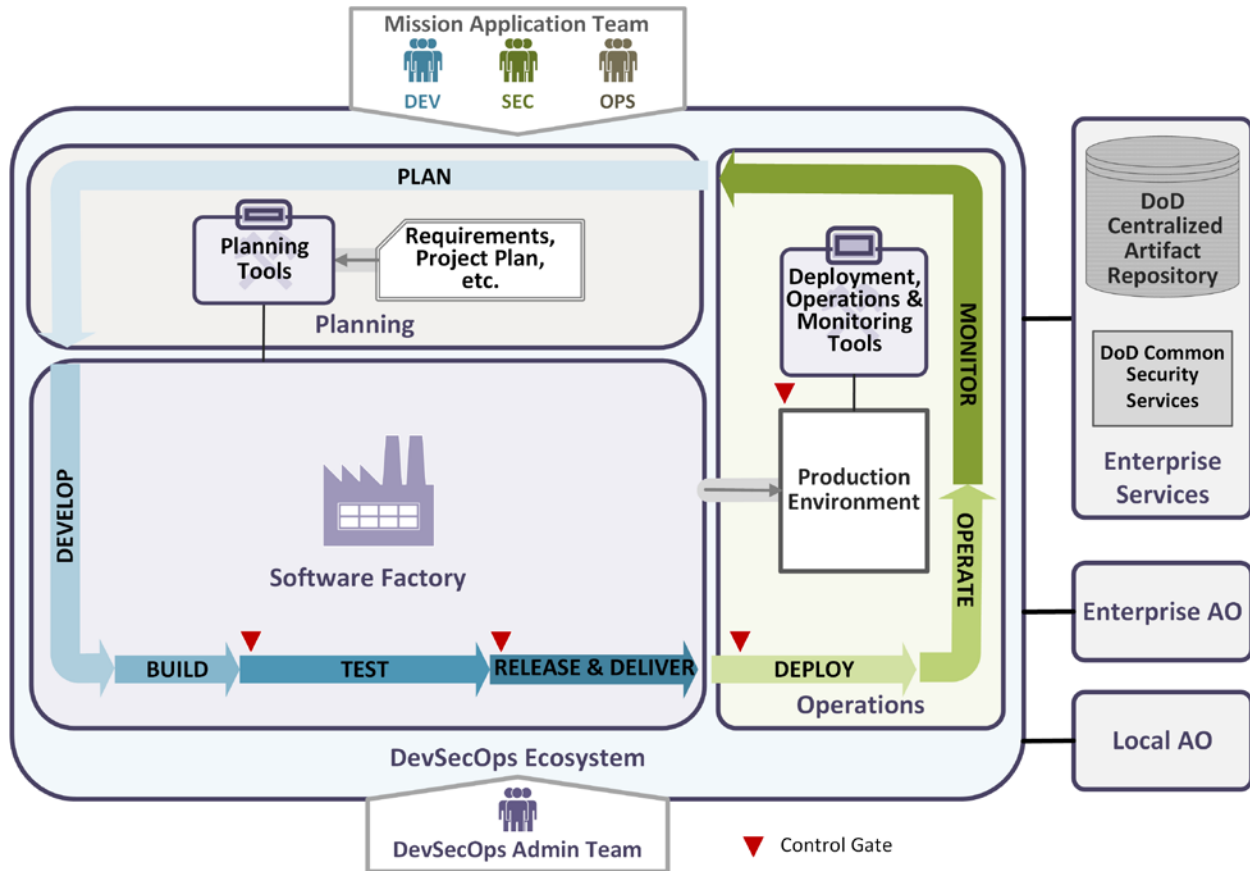 Mission Application Team
DEV
SEC
OPS
PLAN
Planning
Tools
Requirements,
Project Plan,
etc.
Planning
Deployment,
Operations &
Monitoring
Tools
MONITOR
DEVELOP
Software Factory
Production
Environment
OPERATE
BUILD
TEST
RELEASE & DELIVER
DEPLOY
Operations
DevSecOps Ecosystem
DevSecOps Admin Team
Control Gate
DoD
Centralized
Artifact
Repository
DoD Common
Security
Services
Enterprise
Services
Enterprise AO
Local AO